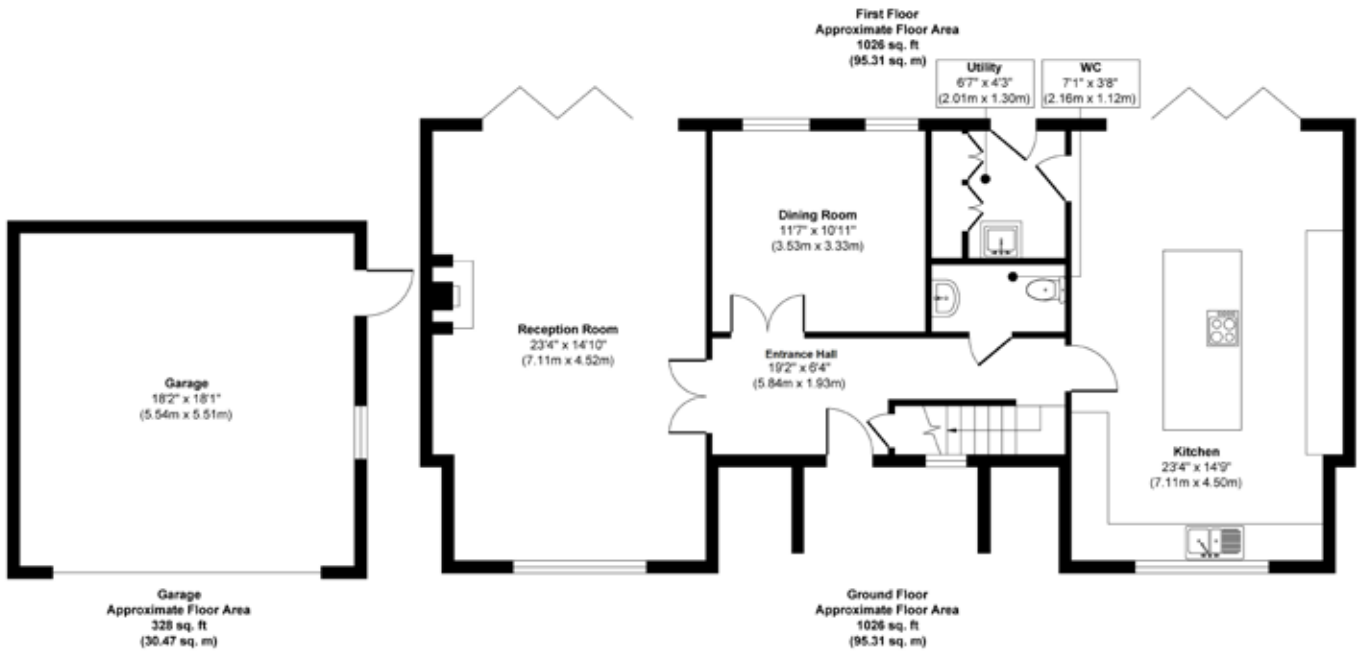 First Floor
Approximate Floor Area
1026 sq. ft
(95.31 sq. m)
Utility
6'7" x 4'3"
(2.01m x 1.30m)
WC
7'1" x 3'8"
(2.16m x 1.12m)
Dining Room
11'7" x 10'11"
(3.53m x 3.33m)
Reception Room
23'4" x 14'10"
(7.11m x 4.52m)
Entrance Hall
19'2" x 6'4"
(5.84m x 1.93m)
Garage
18'2" x 18'1"
(5.54m x 5.51m)
Kitchen
23'4" x 14'9"
(7.11m x 4.50m)
Garage
Approximate Floor Area
328 sq. ft
(30.47 sq. m)
Ground Floor
Approximate Floor Area
1026 sq. ft
(95.31 sq. m)